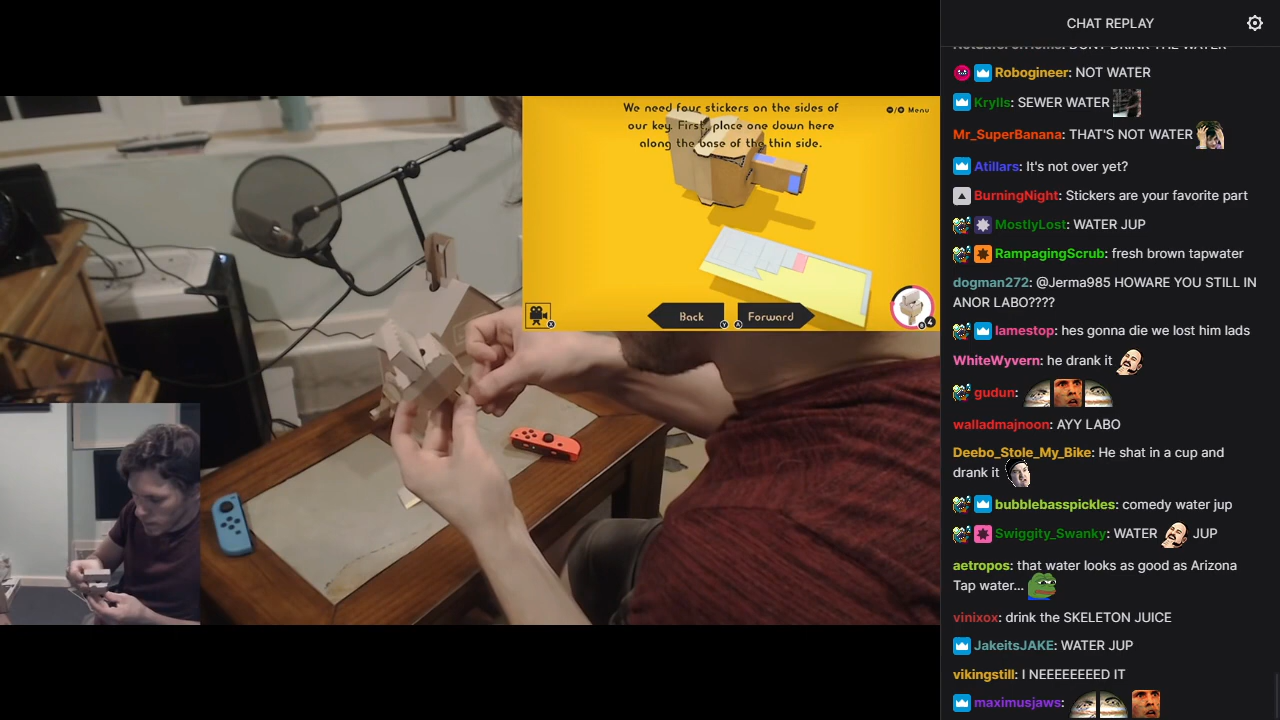 We need four stickers on the sides of
our key. First, place one down here
along the base of the thin side.
Menu
Back
Forward
X
Y
A
4
CHAT REPLAY
Robogineer: NOT WATER
Krylls: SEWER WATER
Mr_SuperBanana: THAT'S NOT WATER
Atillars: It's not over yet?
BurningNight: Stickers are your favorite part
MostlyLost: WATER JUP
RampagingScrub: fresh brown tapwater
dogman272: @Jerma985 HOWARE YOU STILL IN
ANOR LABO????
Iamestop: hes gonna die we lost him lads
WhiteWyvern: he drank it
gudun:
walladmajnoon: AYY LABO
Deebo_Stole_My_Bike: He shat in a cup and
drank it
bubblebasspickles: comedy water jup
Swiggity_Swanky: WATER JUP
aetropos: that water looks as good as Arizona
Tap water...
vinixox: drink the SKELETON JUICE
JakeitsJAKE: WATER JUP
vikingstill: I NEEEEEEEED IT
maximusjaws: